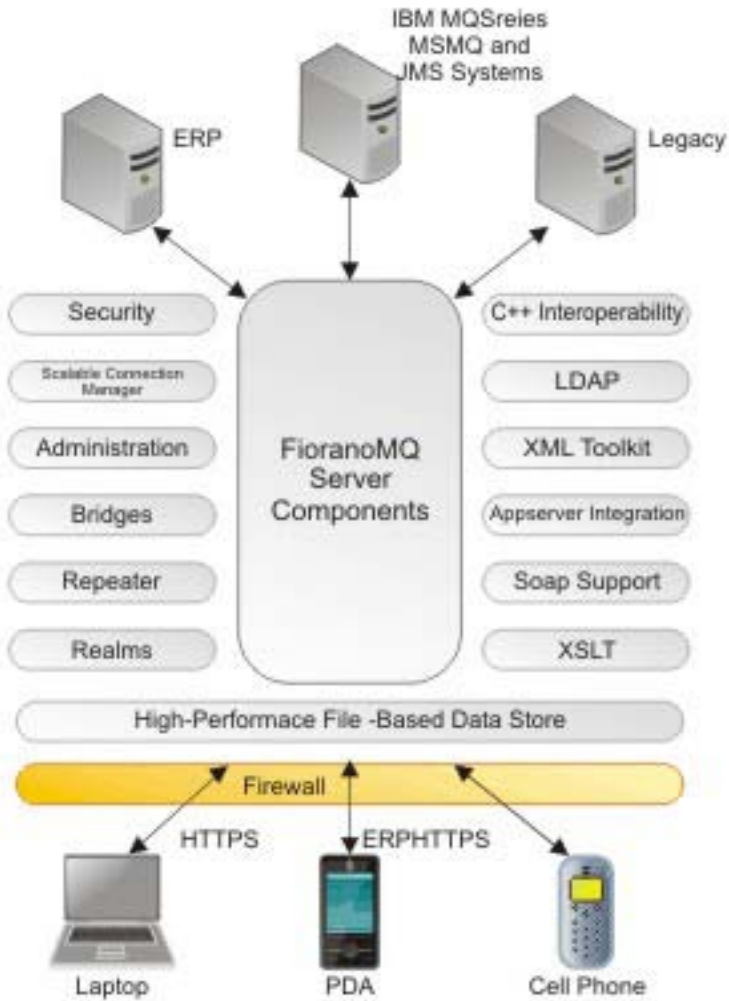 IBM MQSreies
MSMQ and
JMS Systems
ERP
Legacy
Security
Scalable Connection
Manager
Administration
Bridges
Repeater
Realms
FioranoMQ
Server
Components
C++ Interoperability
LDAP
XML Toolkit
Appserver Integration
Soap Support
XSLT
High-Performace File -Based Data Store
Firewall
HTTPS
ERPHTTPS
Laptop
PDA
Cell Phone